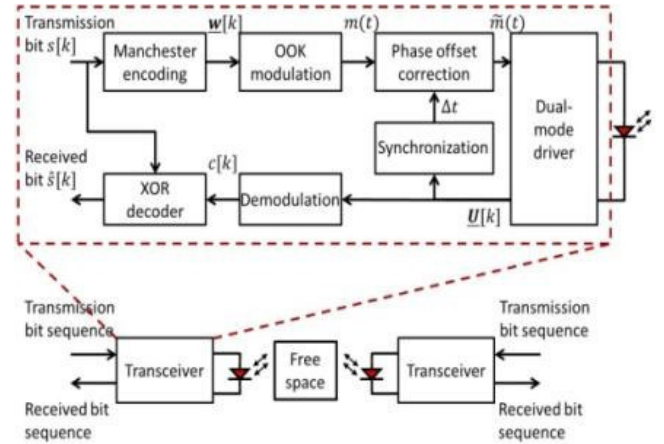 Transmission
bit s[k]
Manchester
encoding
w[k]
OOK
modulation
m(t)
Phase offset
correction
m̃(t)
Dual-
mode
driver
Δt
Synchronization
Received
bit ŝ[k]
XOR
decoder
c[k]
Demodulation
U[k]
Transmission
bit sequence
Transceiver
Received bit
sequence
Free
space
Transceiver
Transmission
bit sequence
Received bit
sequence